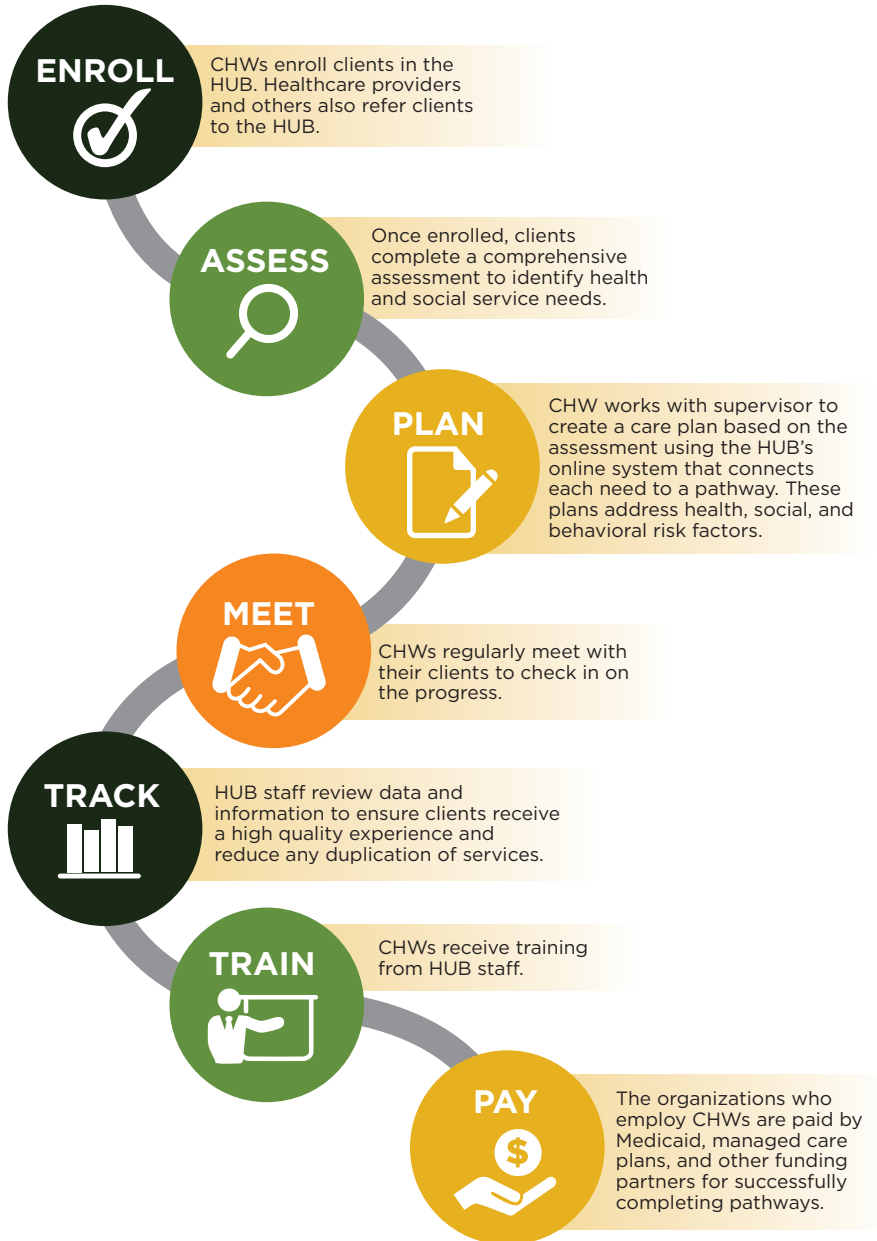 ENROLL
CHWs enroll clients in the
HUB. Healthcare providers
and others also refer clients
to the HUB.
ASSESS
Once enrolled, clients
complete a comprehensive
assessment to identify health
and social service needs.
PLAN
CHW works with supervisor to
create a care plan based on the
assessment using the HUB's
online system that connects
each need to a pathway. These
plans address health, social, and
behavioral risk factors.
MEET
CHWs regularly meet with
their clients to check in on
the progress.
TRACK
HUB staff review data and
information to ensure clients receive
a high quality experience and
reduce any duplication of services.
TRAIN
CHWs receive training
from HUB staff.
PAY
$
The organizations who
employ CHWs are paid by
Medicaid, managed care
plans, and other funding
partners for successfully
completing pathways.